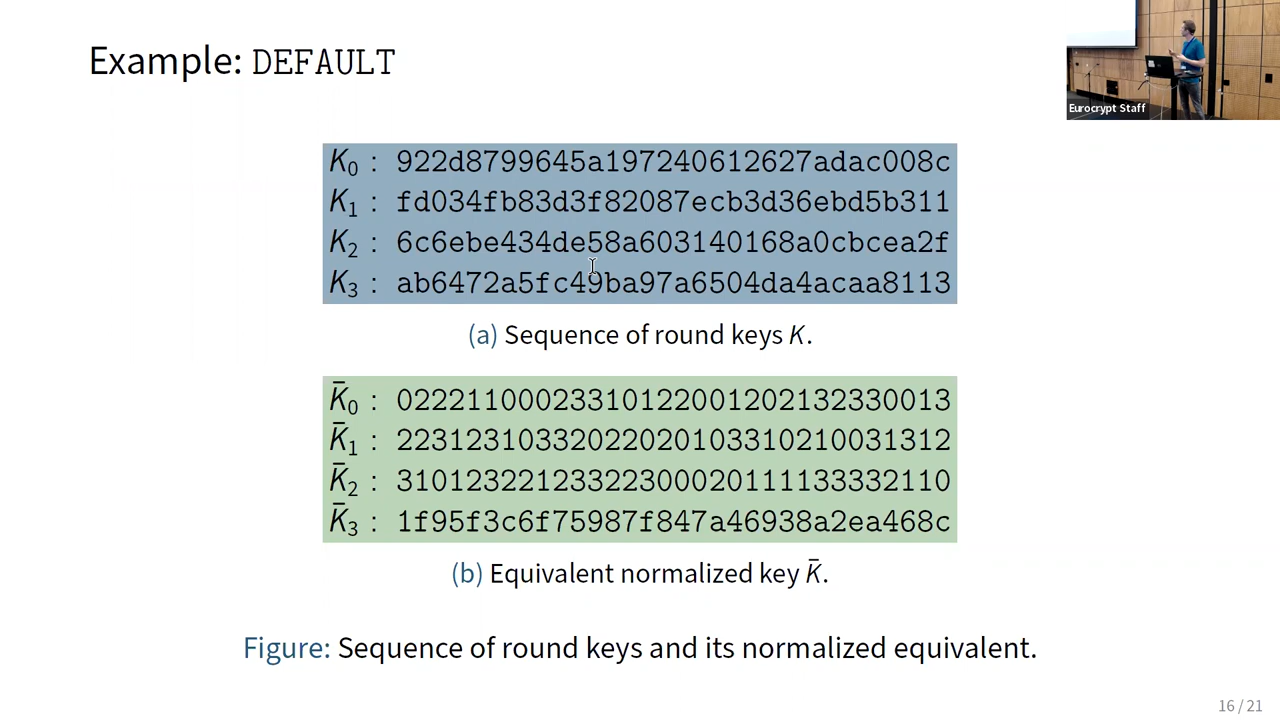 Example: DEFAULT
Eurocrypt Staff
K0 : 922d8799645a197240612627adac008c
K1 : fd034fb83d3f82087ecb3d36ebd5b311
K2 : 6c6ebe434de58a603140168a0cbcea2f
K3 : ab6472a5fc49ba97a6504da4acaa8113
(a) Sequence of round keys K.
K̄0 : 02221100023310122001202132330013
K̄1 : 22312310332022020103310210031312
K̄2 : 31012322123322300020111133332110
K̄3 : 1f95f3c6f75987f847a46938a2ea468c
(b) Equivalent normalized key K̄.
Figure: Sequence of round keys and its normalized equivalent.
16 / 21